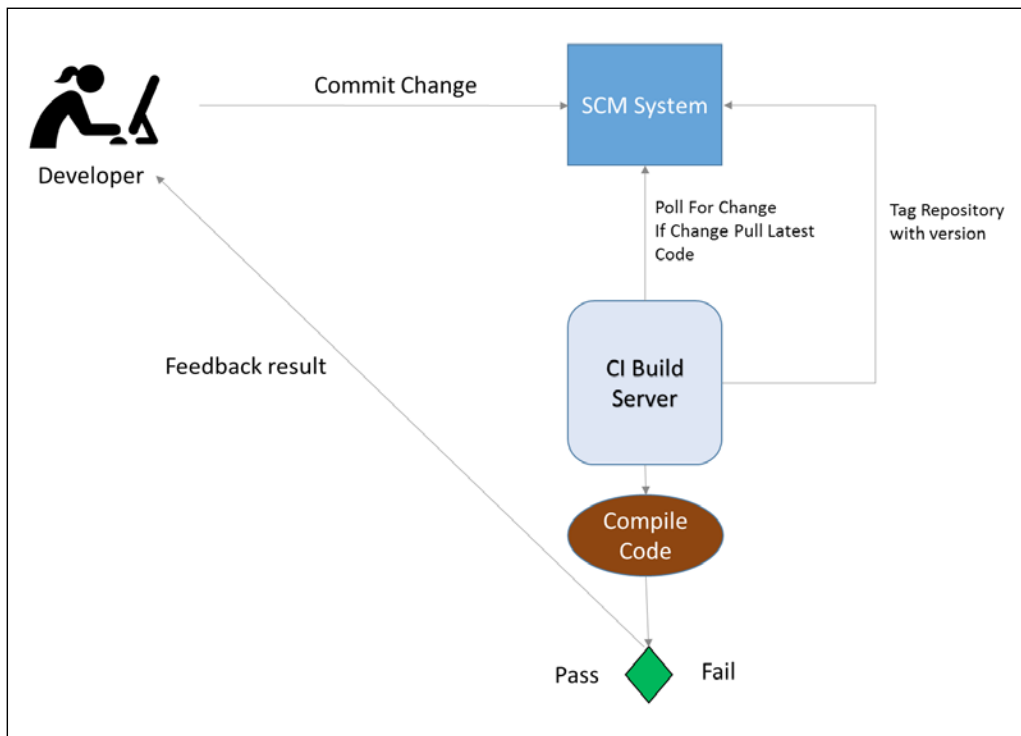 Commit Change
SCM System
Developer
Poll For Change
If Change Pull Latest
Code
Tag Repository
with version
Feedback result
CI Build
Server
Compile
Code
Pass
Fail